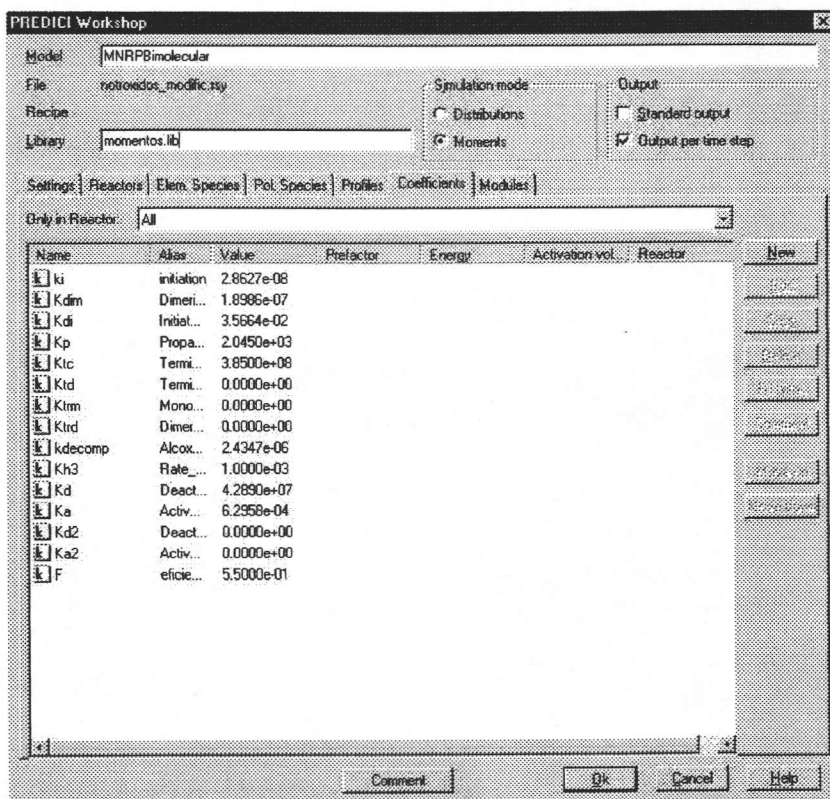 PREDICI Workshop
Model MNRPBimolecular
File notroxidos_modific.rsy
Recipe
Library momentos.lib
Simulation mode
Distributions
Moments
Output
Standard output
Output per time step
Settings Reactors Elem. Species Pol. Species Profiles Coefficients Modules
Only in Reactor: All
Name Alias Value Prefactor Energy Activation vol... Reactor
ki initiation 2.8627e-08
Kdim Dimeri... 1.8986e-07
Kdi Initiat... 3.5664e-02
Kp Propa... 2.0450e+03
Ktc Termi... 3.8500e+08
Ktd Termi... 0.0000e+00
Ktrm Mono... 0.0000e+00
Ktrd Dimer... 0.0000e+00
kdecomp Alcox... 2.4347e-06
Kh3 Rate_... 1.0000e-03
Kd Deact... 4.2890e+07
Ka Activ... 6.2958e-04
Kd2 Deact... 0.0000e+00
Ka2 Activ... 0.0000e+00
F eficie... 5.5000e-01
New
Comment Ok Cancel Help